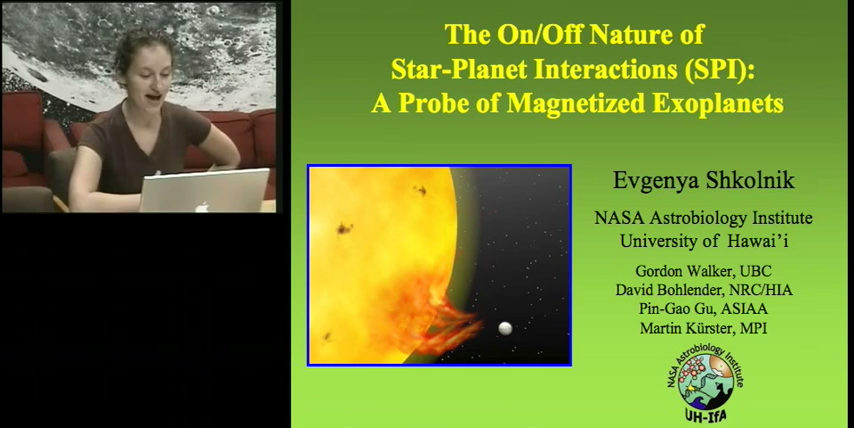 The On/Off Nature of
Star-Planet Interactions (SPI):
A Probe of Magnetized Exoplanets
Evgenya Shkolnik
NASA Astrobiology Institute
University of Hawai’i
Gordon Walker, UBC
David Bohlender, NRC/HIA
Pin-Gao Gu, ASIAA
Martin Kürster, MPI
NASA Astrobiology Institute
UH-IfA